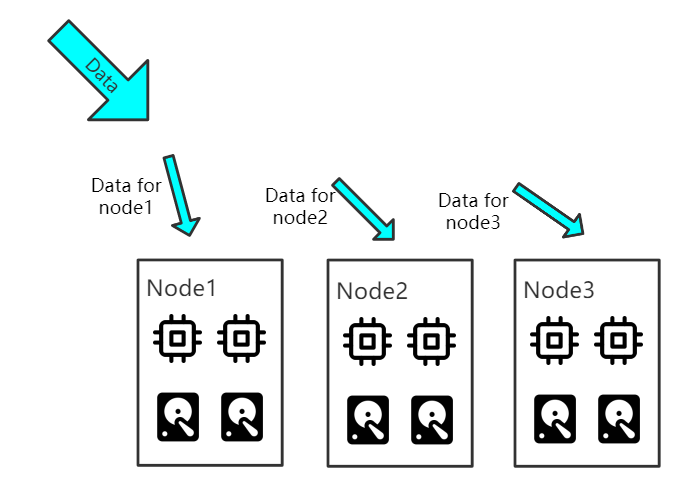 Data
Data for
node1
Data for
node2
Data for
node3
Node1
Node2
Node3